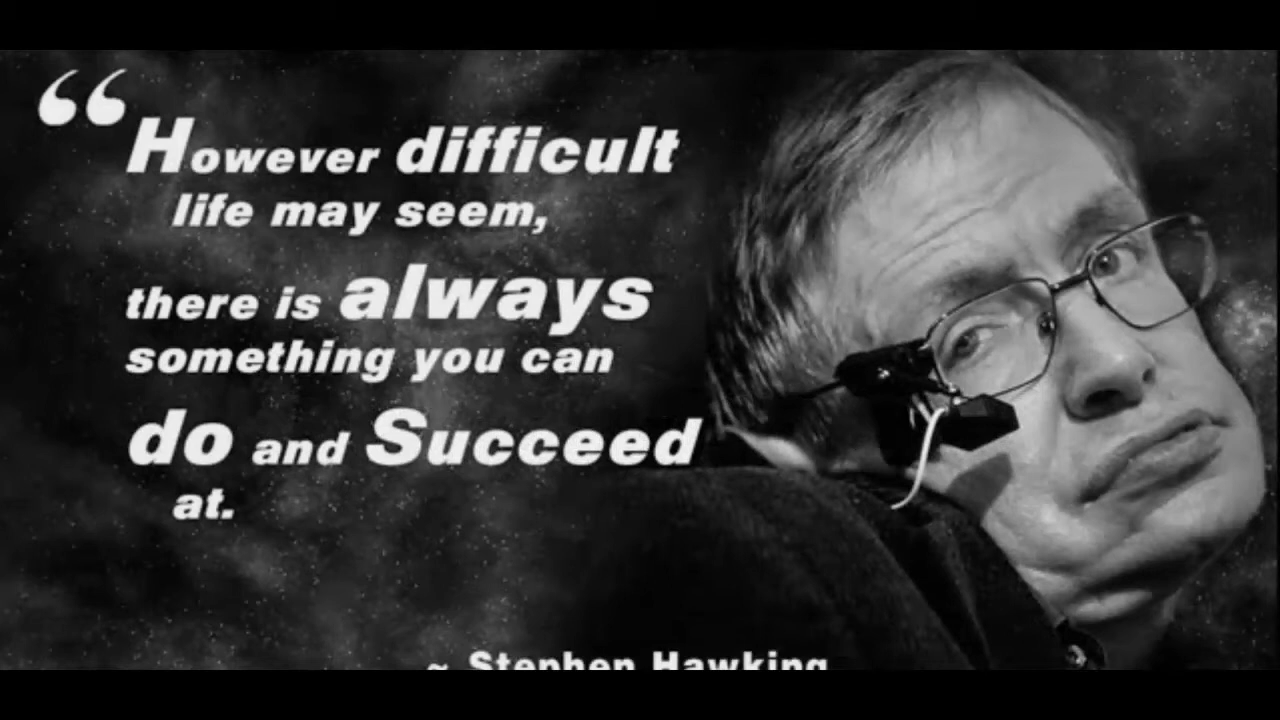 “However difficult
life may seem,
there is always
something you can
do and Succeed
at.
~ Stephen Hawking